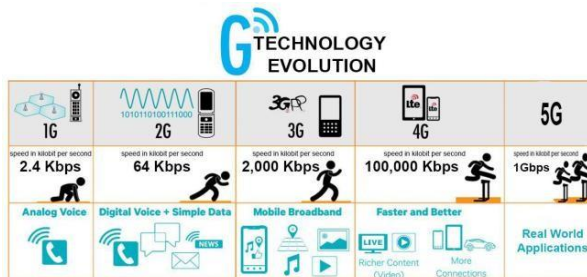 G TECHNOLOGY
EVOLUTION
1G
1010110100111000
2G
3G
lte
lte
4G
5G
speed in kilobit per second
2.4 Kbps
speed in kilobit per second
64 Kbps
speed in kilobit per second
2,000 Kbps
speed in kilobit per second
100,000 Kbps
speed in kilobit per second
1Gbps
Analog Voice
Digital Voice + Simple Data
NEWS
Mobile Broadband
Faster and Better
LIVE
Richer Content
(Video)
More
Connections
Real World
Applications